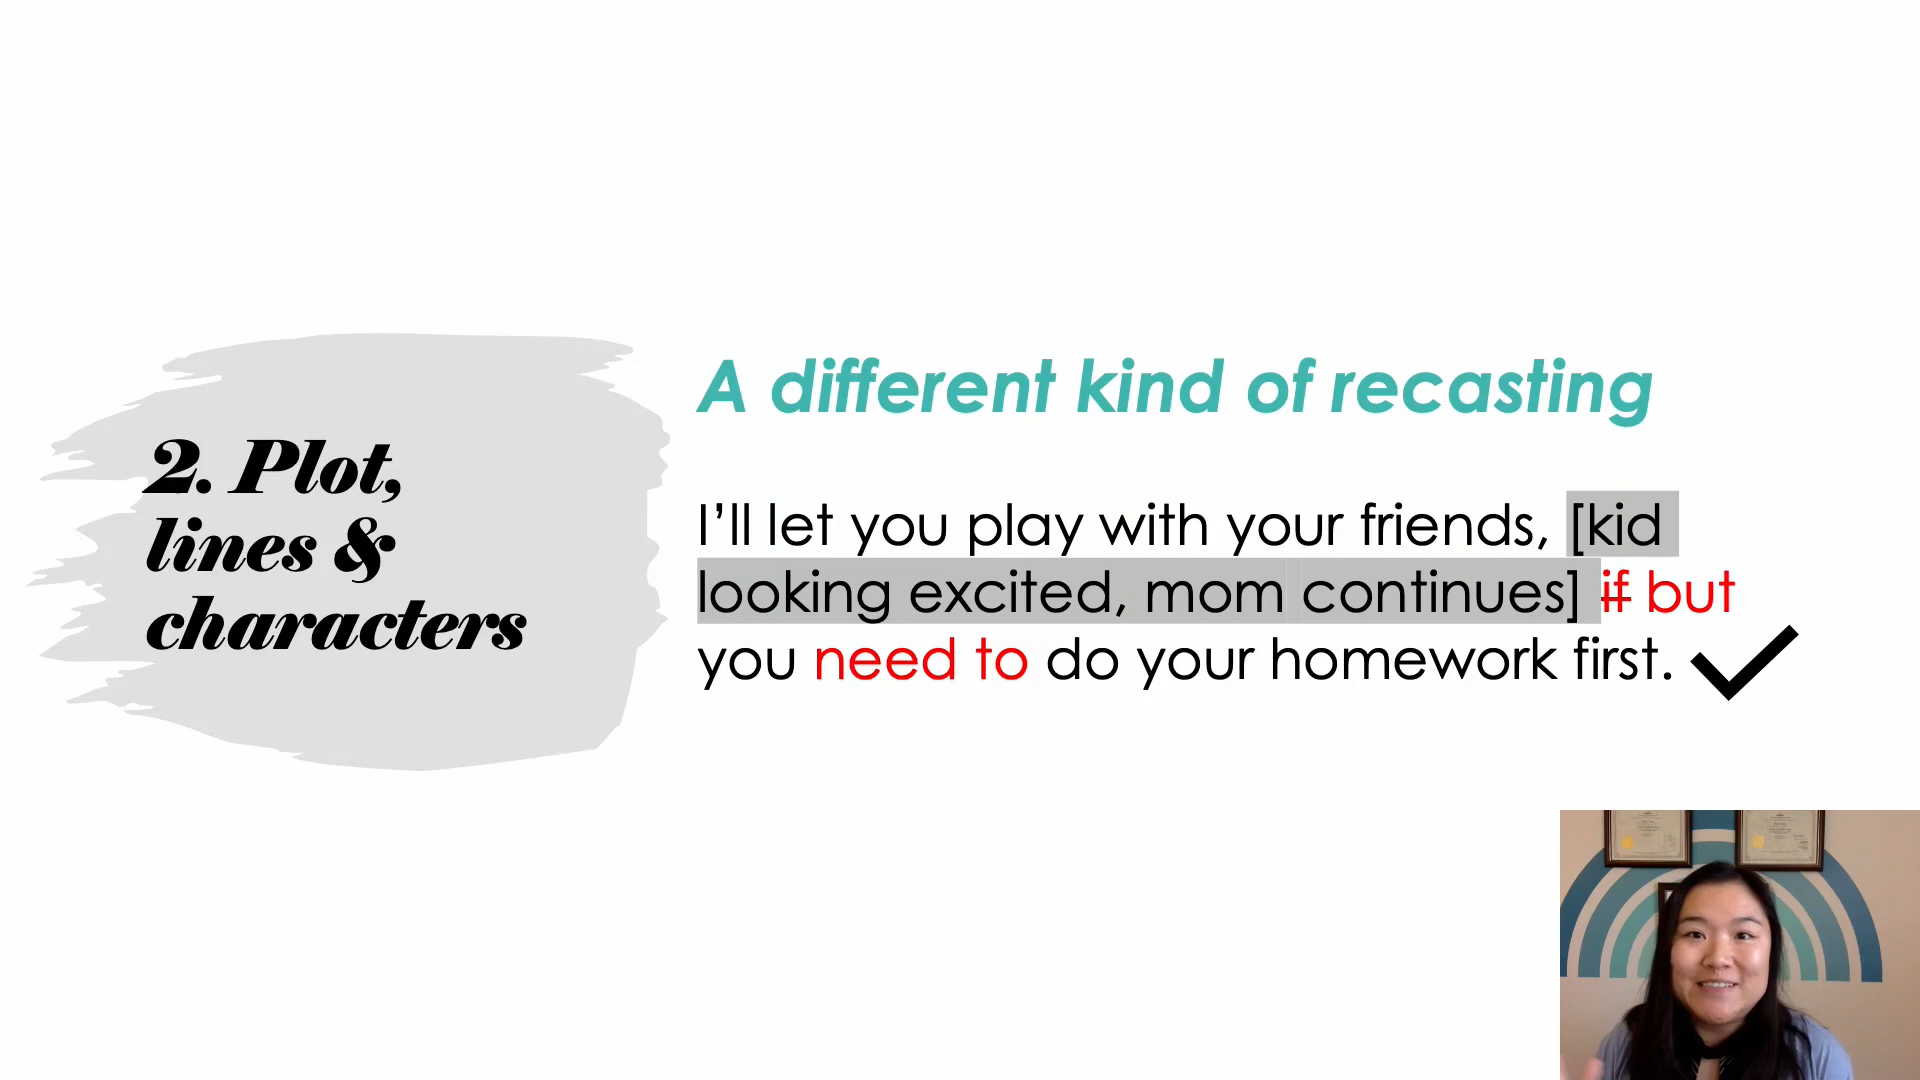 2. Plot,
lines &
characters
A different kind of recasting
I’ll let you play with your friends, [kid
looking excited, mom continues] if but
you need to do your homework first.